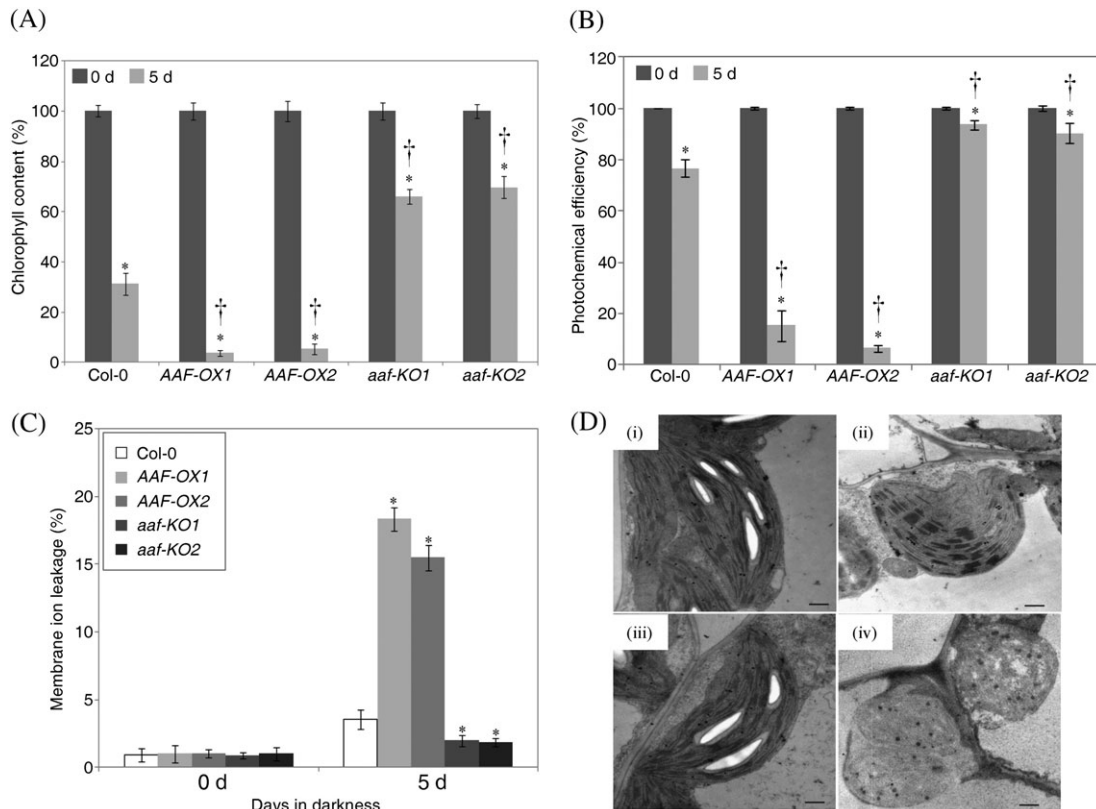 (A)
120
100
80
60
40
20
0
Chlorophyll content (%)
0 d 5 d
*
†
*
†
*
†
*
†
*
Col-0 AAF-OX1 AAF-OX2 aaf-KO1 aaf-KO2
(B)
120
100
80
60
40
20
0
Photochemical efficiency (%)
0 d 5 d
*
†
*
†
*
†
*
†
*
Col-0 AAF-OX1 AAF-OX2 aaf-KO1 aaf-KO2
(C)
25
20
15
10
5
0
Membrane ion leakage (%)
Col-0
AAF-OX1
AAF-OX2
aaf-KO1
aaf-KO2
* * * *
0 d 5 d
Days in darkness
(D)
(i) (ii)
(iii) (iv)